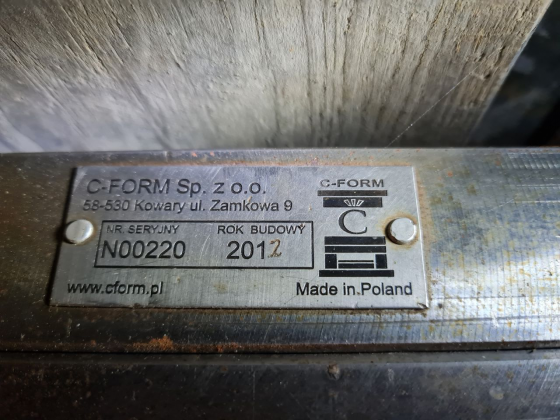 C-FORM Sp. z o.o.
58-530 Kowary ul. Zamkowa 9
NR. SERYJNY ROK BUDOWY
N00220 2012
www.cform.pl
C-FORM
C
Made in Poland